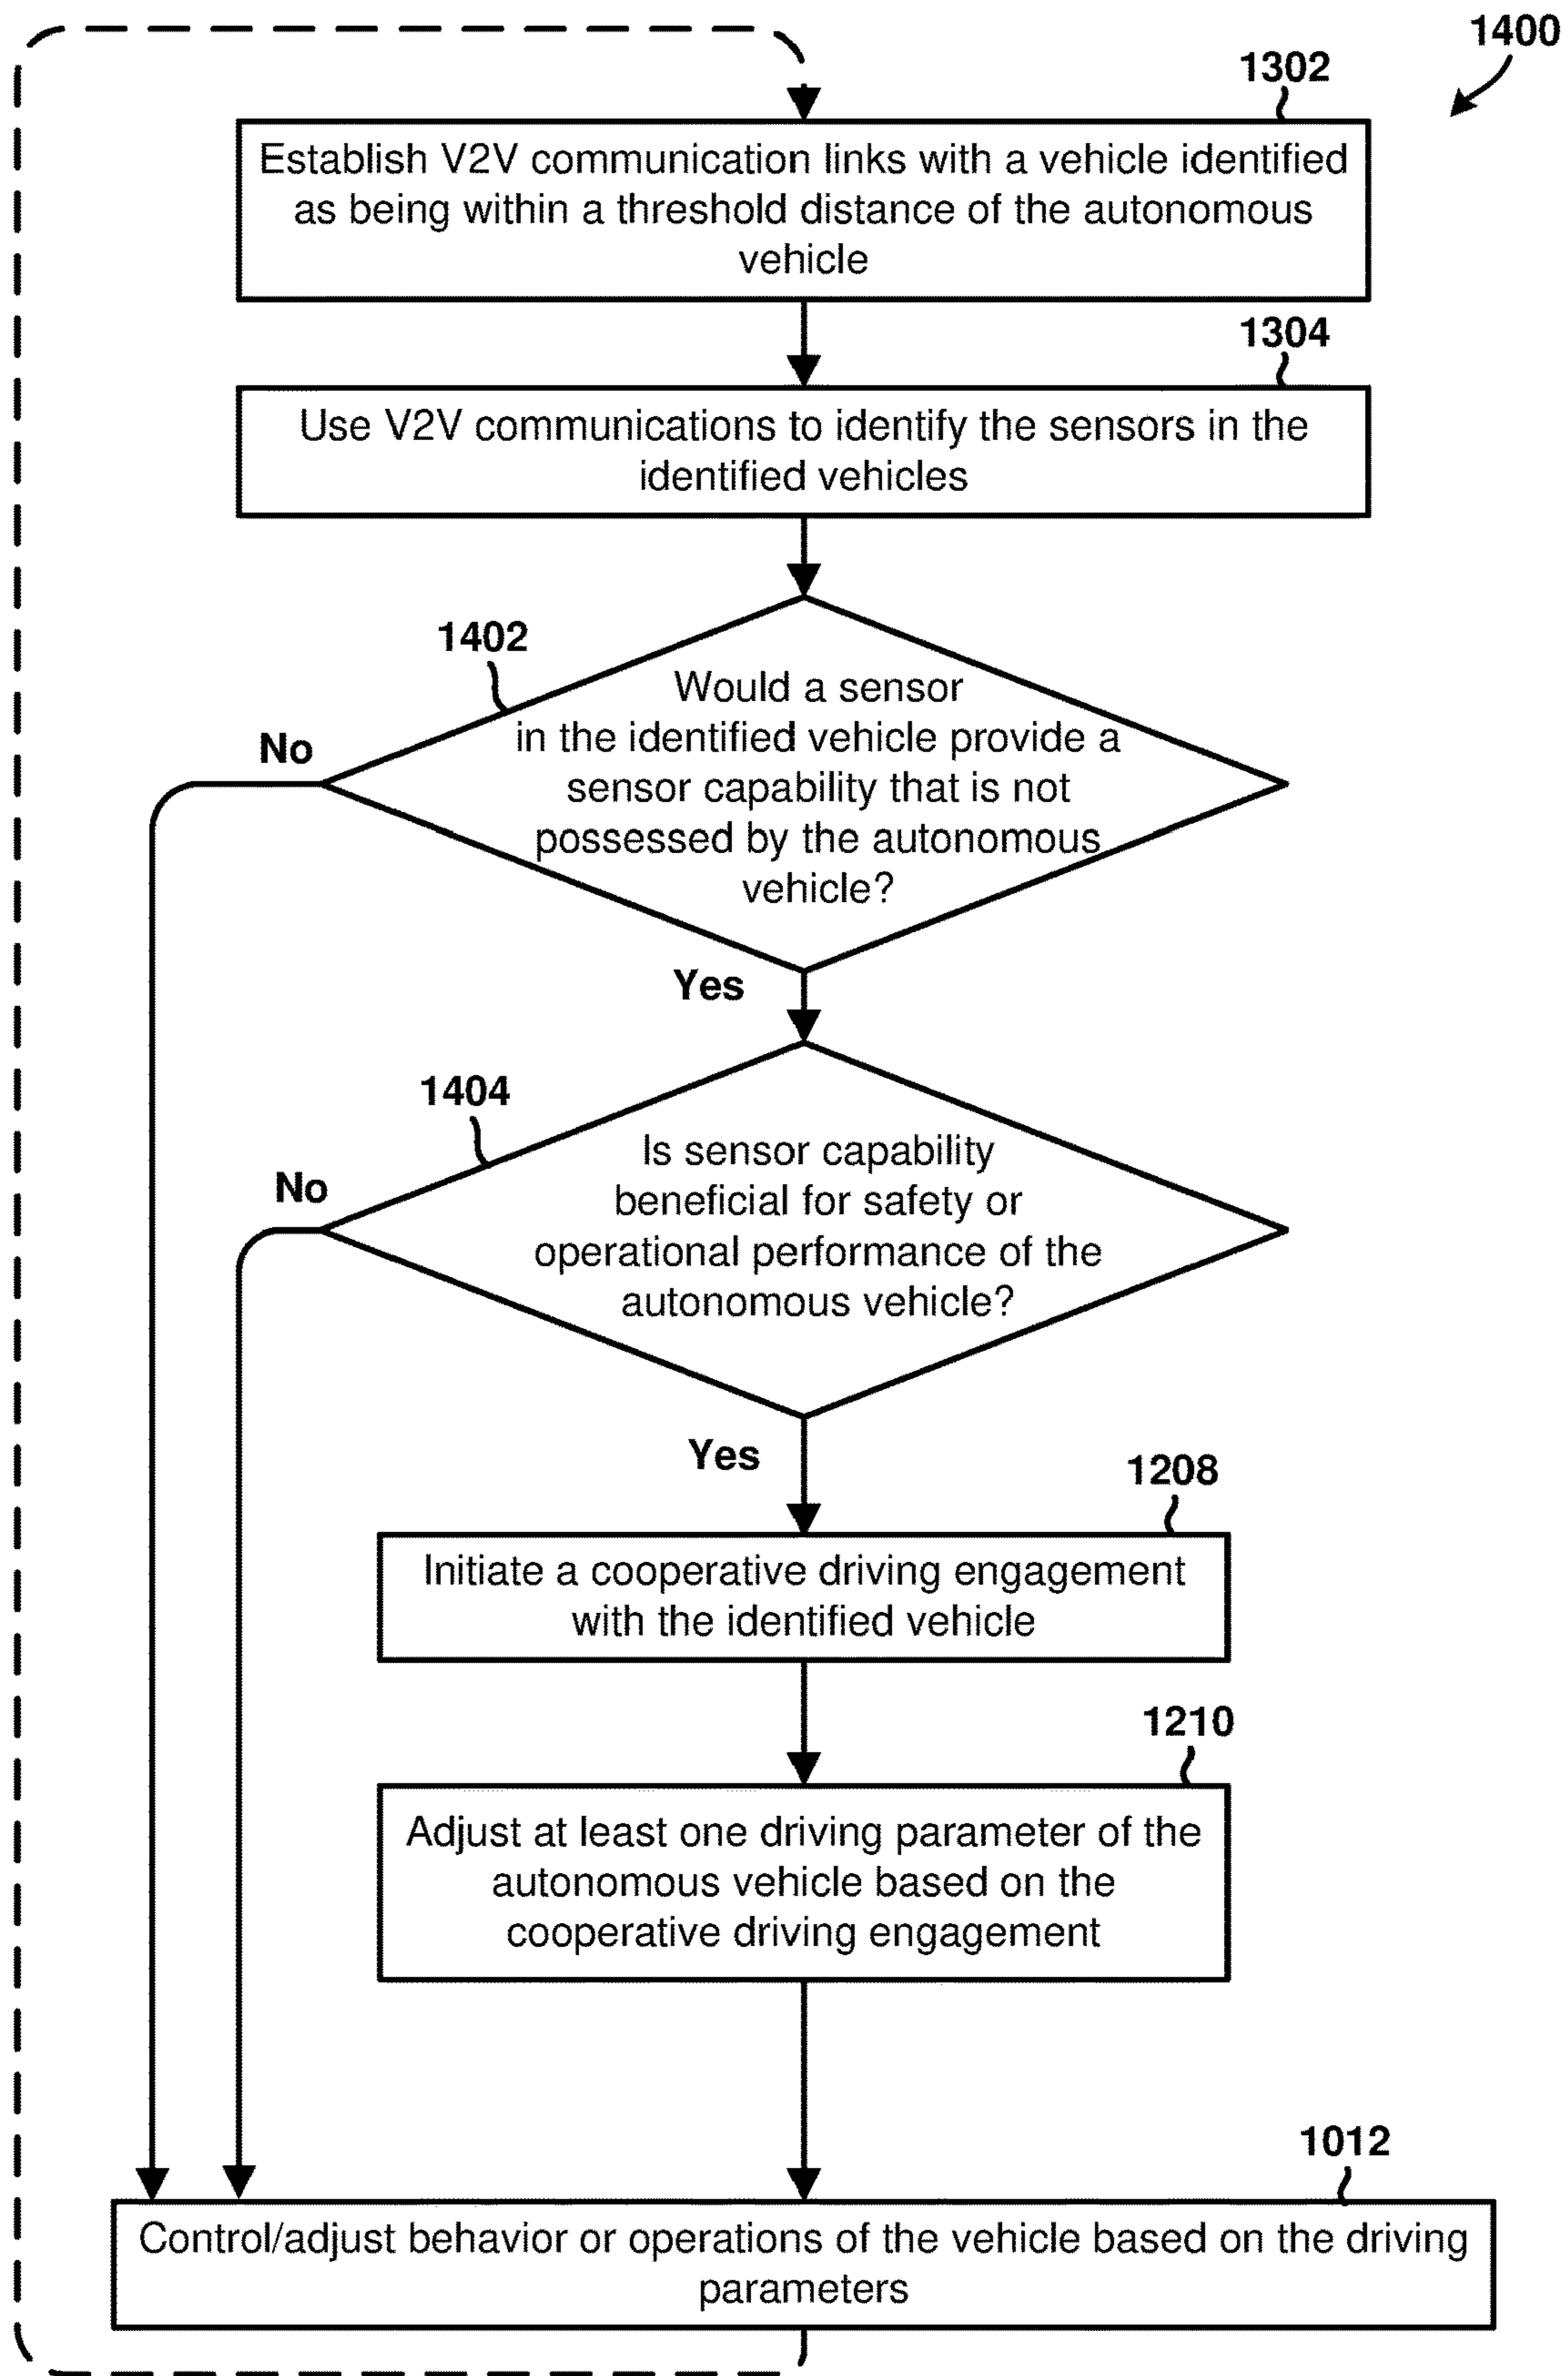 1400
1302
Establish V2V communication links with a vehicle identified
as being within a threshold distance of the autonomous
vehicle
1304
Use V2V communications to identify the sensors in the
identified vehicles
1402
Would a sensor
in the identified vehicle provide a
sensor capability that is not
possessed by the autonomous
vehicle?
No
Yes
1404
Is sensor capability
beneficial for safety or
operational performance of the
autonomous vehicle?
No
Yes
1208
Initiate a cooperative driving engagement
with the identified vehicle
1210
Adjust at least one driving parameter of the
autonomous vehicle based on the
cooperative driving engagement
1012
Control/adjust behavior or operations of the vehicle based on the driving
parameters